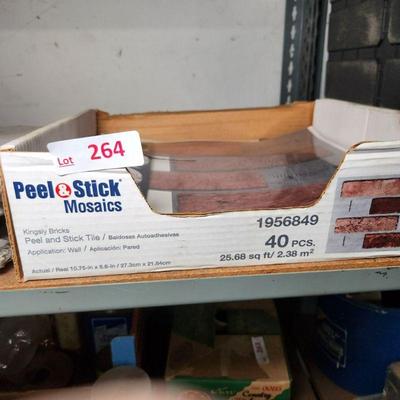 Lot 264
Peel & Stick
Mosaics
Kingsly Bricks
Peel and Stick Tile / Baldosas Autoadhesivas
Application: Wall / Aplicación: Pared
Actual / Real 10.75-in x 8.6-in / 27.3cm x 21.84cm
1956849
40 PCS.
25.68 sq ft/ 2.38 m²
Country